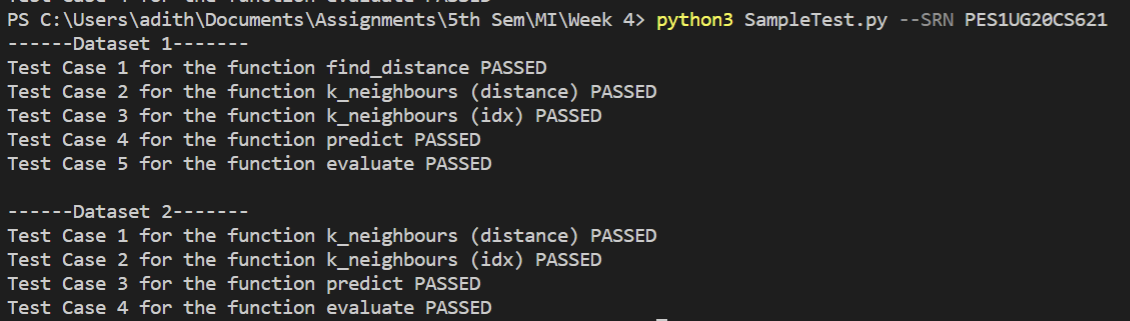 PS C:\Users\adith\Documents\Assignments\5th Sem\MI\Week 4> python3 SampleTest.py --SRN PES1UG20CS621
------Dataset 1-------
Test Case 1 for the function find_distance PASSED
Test Case 2 for the function k_neighbours (distance) PASSED
Test Case 3 for the function k_neighbours (idx) PASSED
Test Case 4 for the function predict PASSED
Test Case 5 for the function evaluate PASSED

------Dataset 2-------
Test Case 1 for the function k_neighbours (distance) PASSED
Test Case 2 for the function k_neighbours (idx) PASSED
Test Case 3 for the function predict PASSED
Test Case 4 for the function evaluate PASSED